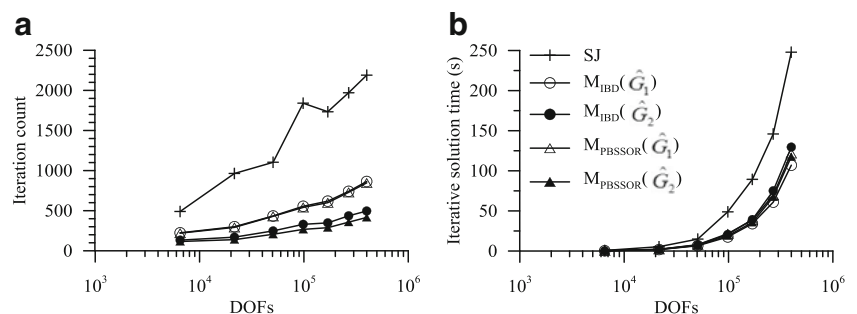 a
2500
2000
1500
1000
500
0
Iteration count
10^3
10^4
10^5
10^6
DOFs
b
250
200
150
100
50
0
Iterative solution time (s)
SJ
M_IBD(Ĝ_1)
M_IBD(Ĝ_2)
M_PBSSOR(Ĝ_1)
M_PBSSOR(Ĝ_2)
10^3
10^4
10^5
10^6
DOFs